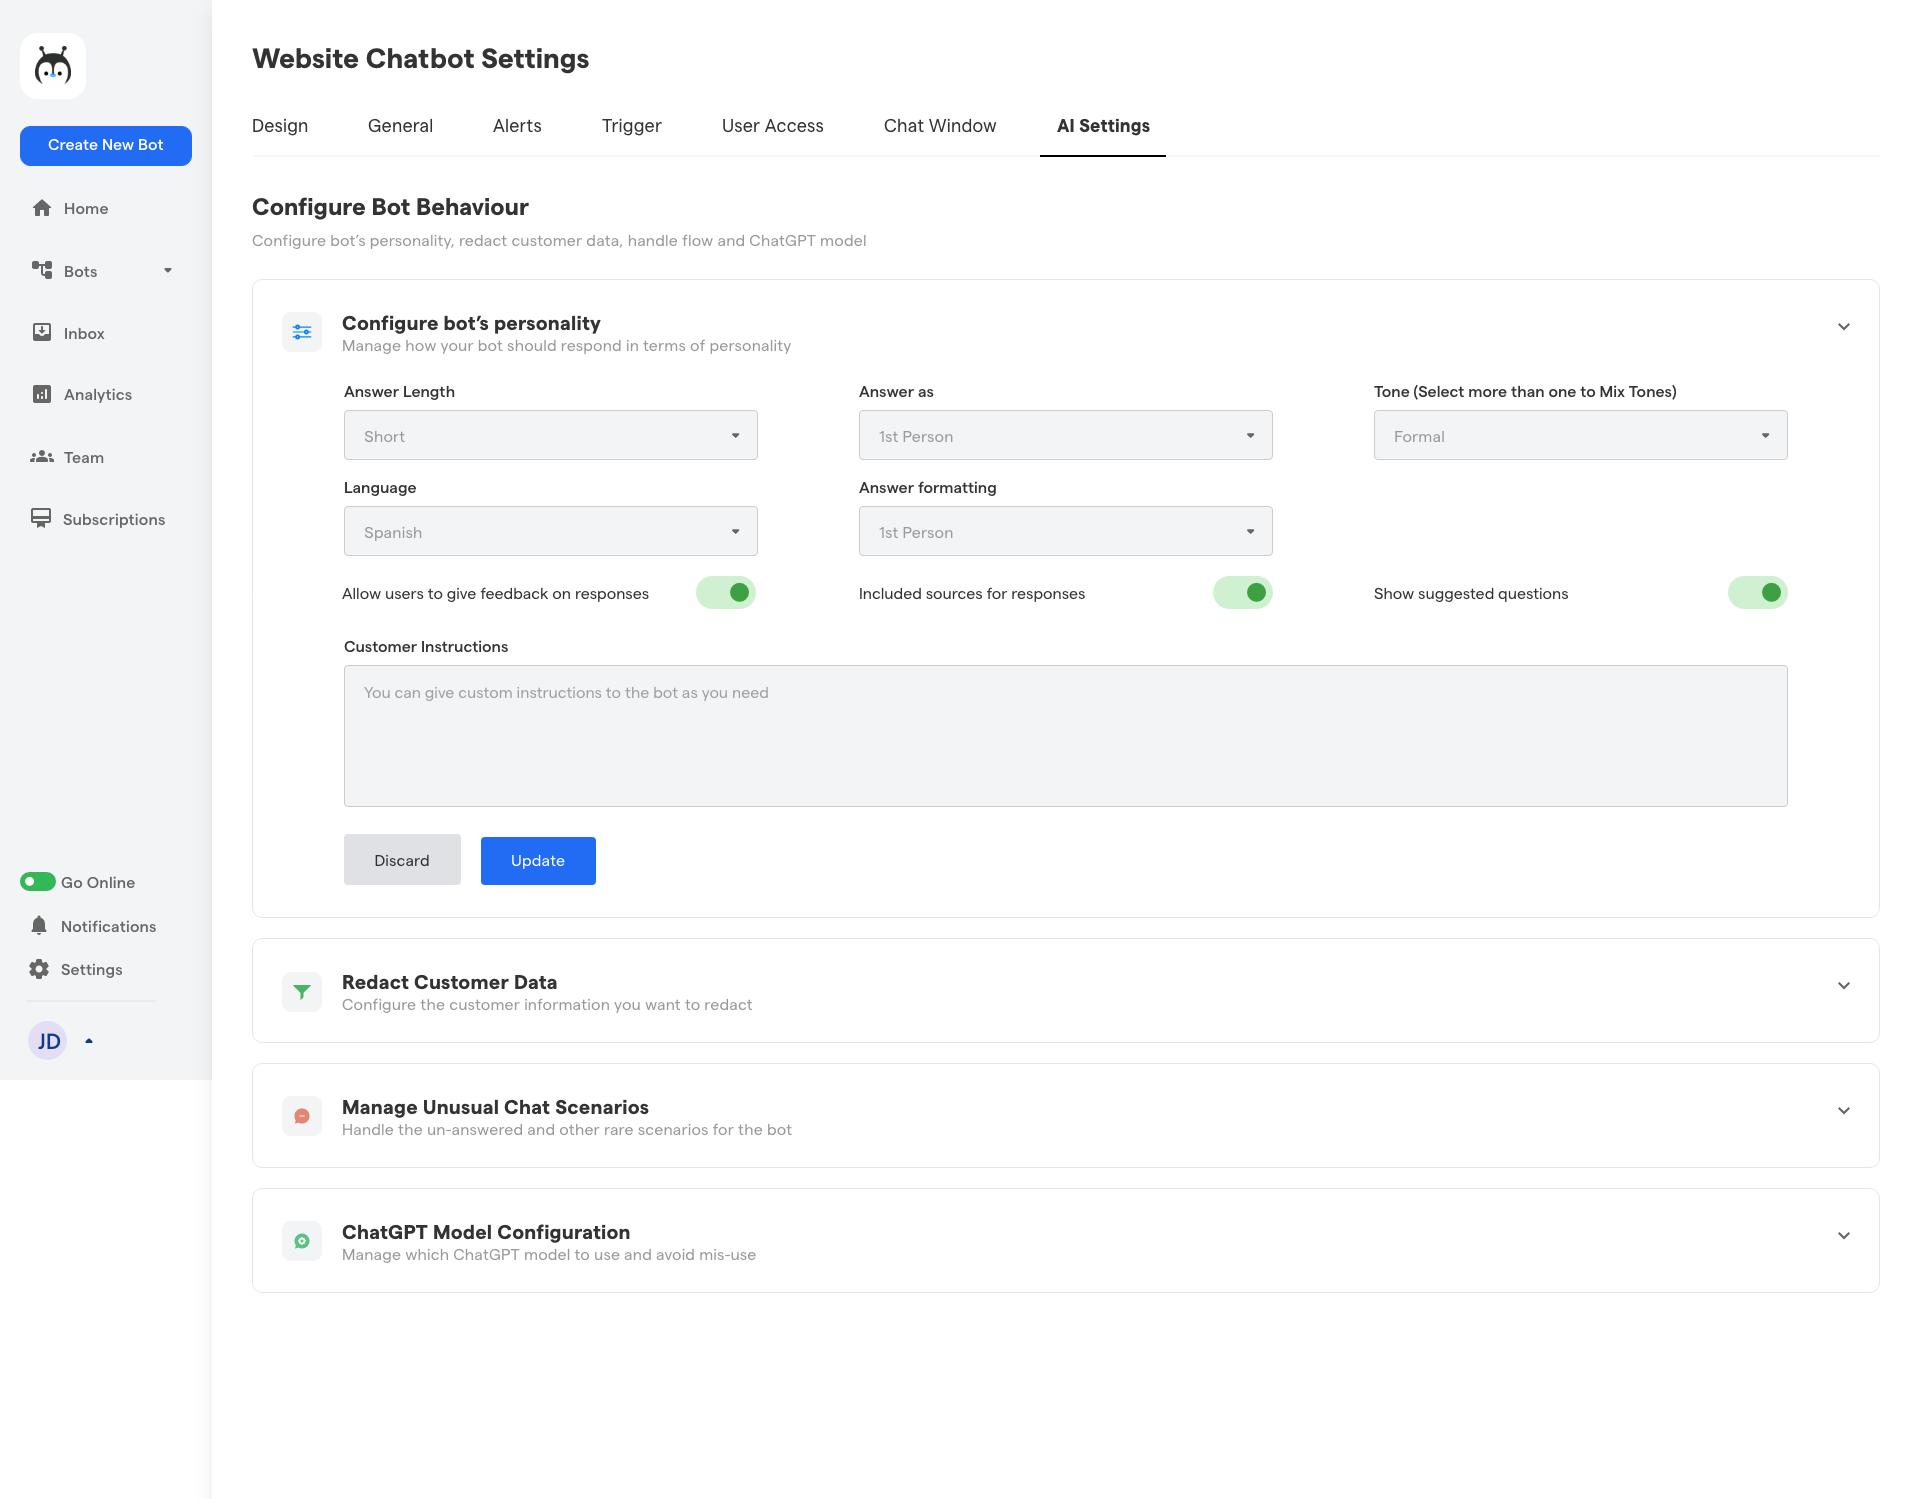 Create New Bot
Home
Bots
Inbox
Analytics
Team
Subscriptions
Go Online
Notifications
Settings
JD
Website Chatbot Settings
Design General Alerts Trigger User Access Chat Window AI Settings
Configure Bot Behaviour
Configure bot’s personality, redact customer data, handle flow and ChatGPT model
Configure bot’s personality
Manage how your bot should respond in terms of personality
Answer Length Answer as Tone (Select more than one to Mix Tones)
Short 1st Person Formal
Language Answer formatting
Spanish 1st Person
Allow users to give feedback on responses Included sources for responses Show suggested questions
Customer Instructions
You can give custom instructions to the bot as you need
Discard Update
Redact Customer Data
Configure the customer information you want to redact
Manage Unusual Chat Scenarios
Handle the un-answered and other rare scenarios for the bot
ChatGPT Model Configuration
Manage which ChatGPT model to use and avoid mis-use